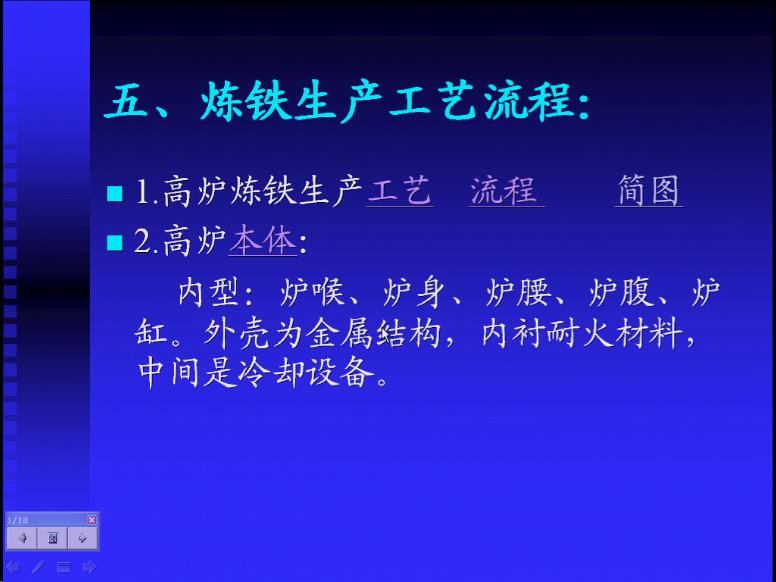 五、炼铁生产工艺流程：
1.高炉炼铁生产工艺 流程 简图
2.高炉本体：
内型：炉喉、炉身、炉腰、炉腹、炉
缸。外壳为金属结构，内衬耐火材料，
中间是冷却设备。
1/18